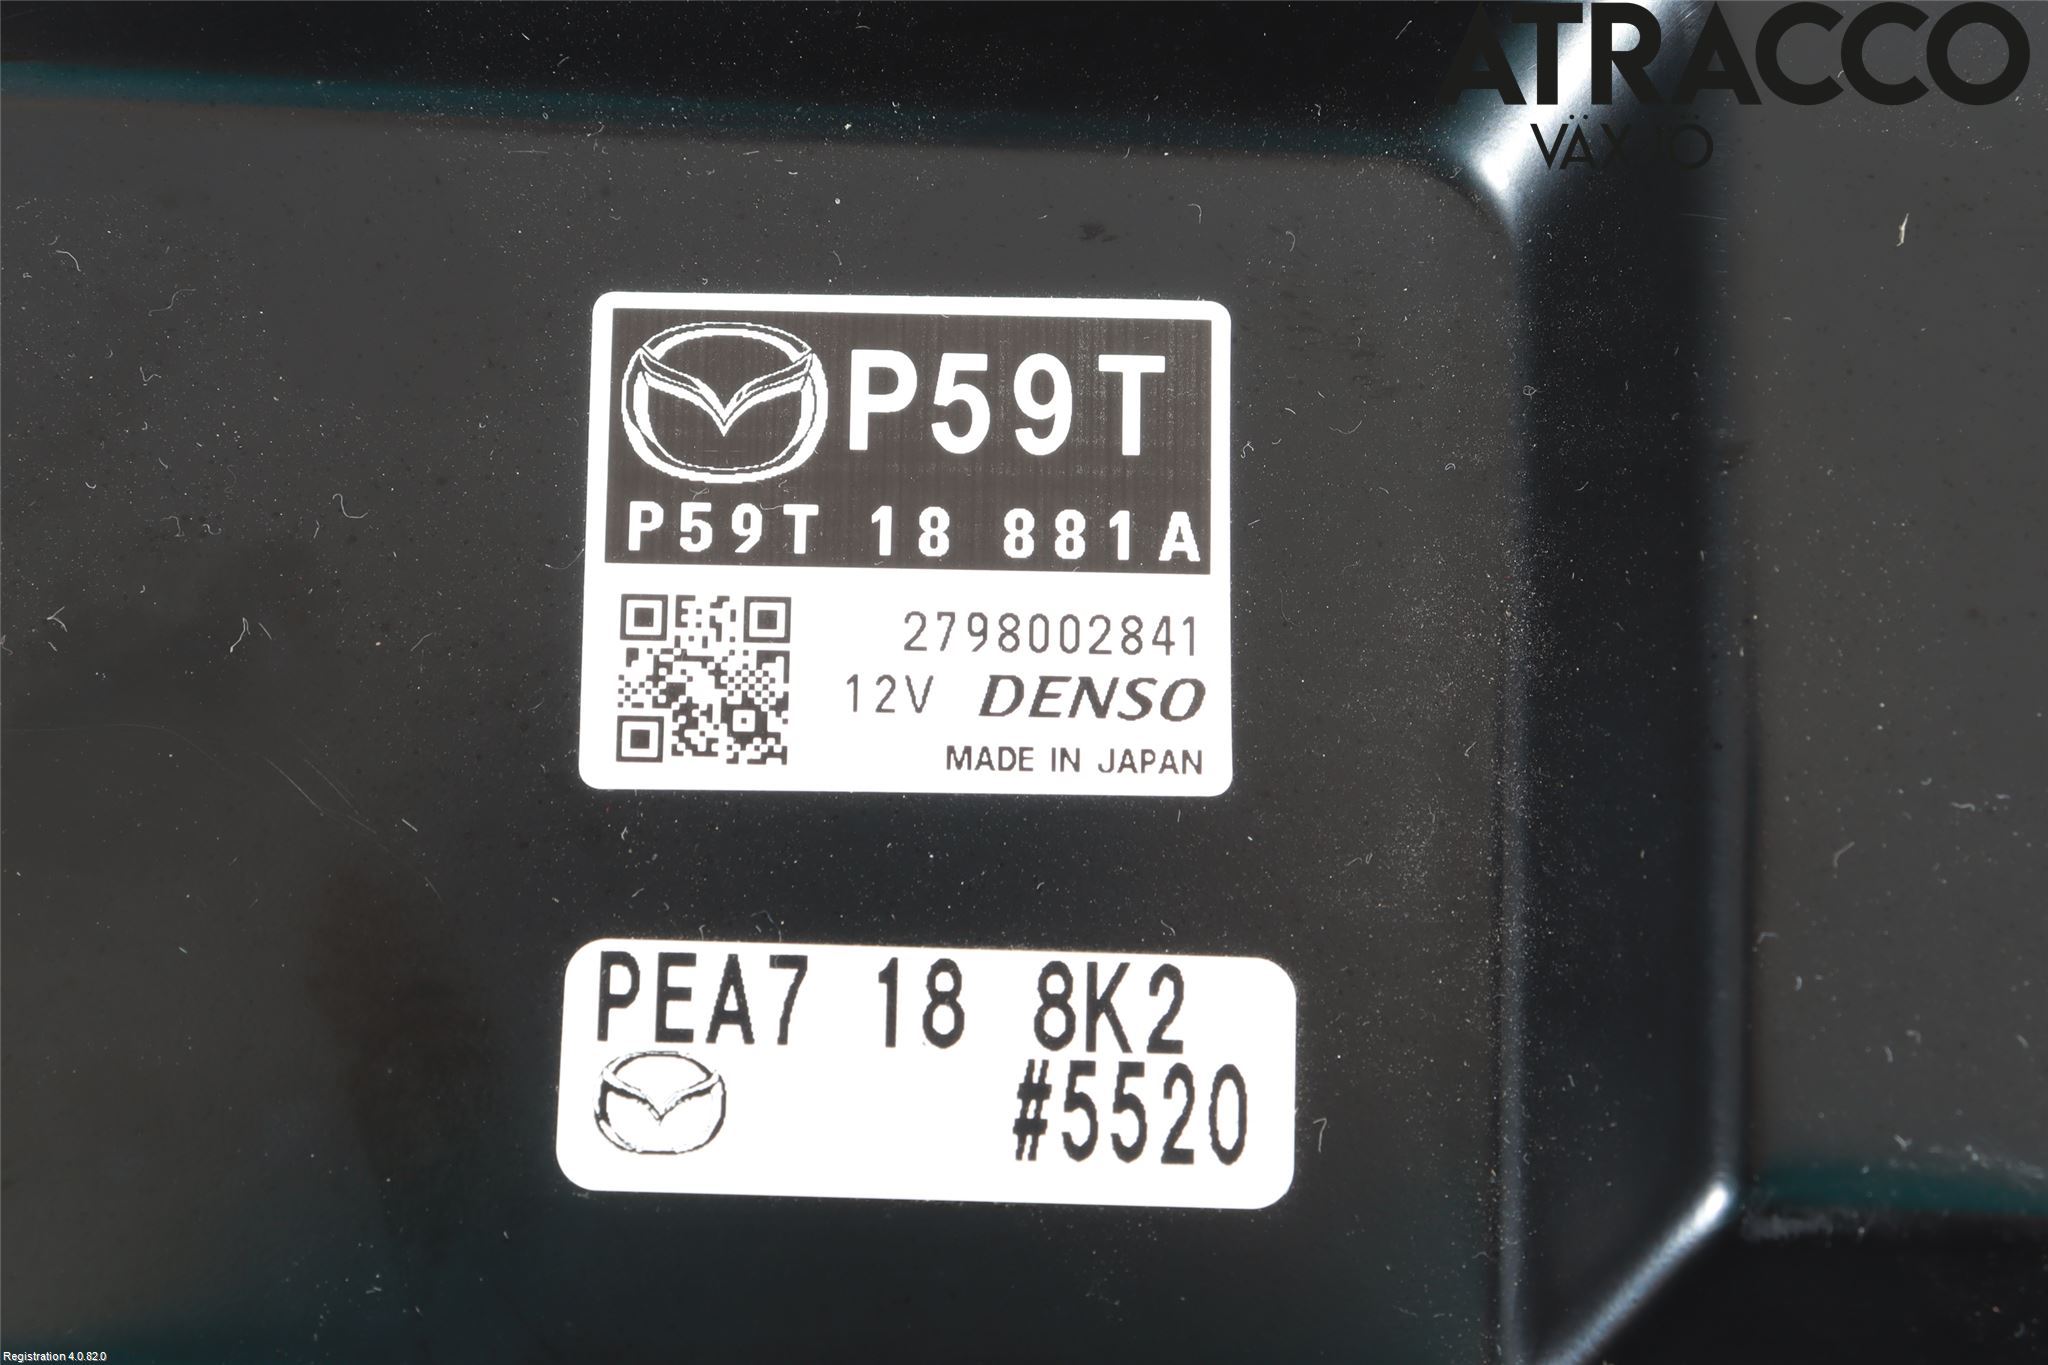 ATRACCO
VÄXJÖ
P59T
P59T 18 881A
2798002841
12V DENSO
MADE IN JAPAN
PEA7 18 8K2
#5520
Registration 4.0.82.0